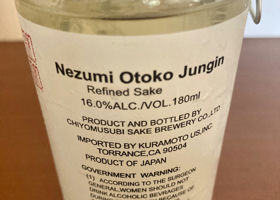 Nezumi Otoko Jungin
Refined Sake
16.0%ALC./VOL.180ml
PRODUCT AND BOTTLED BY
CHIYOMUSUBI SAKE BREWERY CO.,LTD
IMPORTED BY KURAMOTO US,INC.
TORRANCE,CA 90504
PRODUCT OF JAPAN
GOVERNMENT WARNING:
(1) ACCORDING TO THE SURGEON
GENERAL,WOMEN SHOULD NOT
DRINK ALCOHOLIC BEVRAGES
DURING